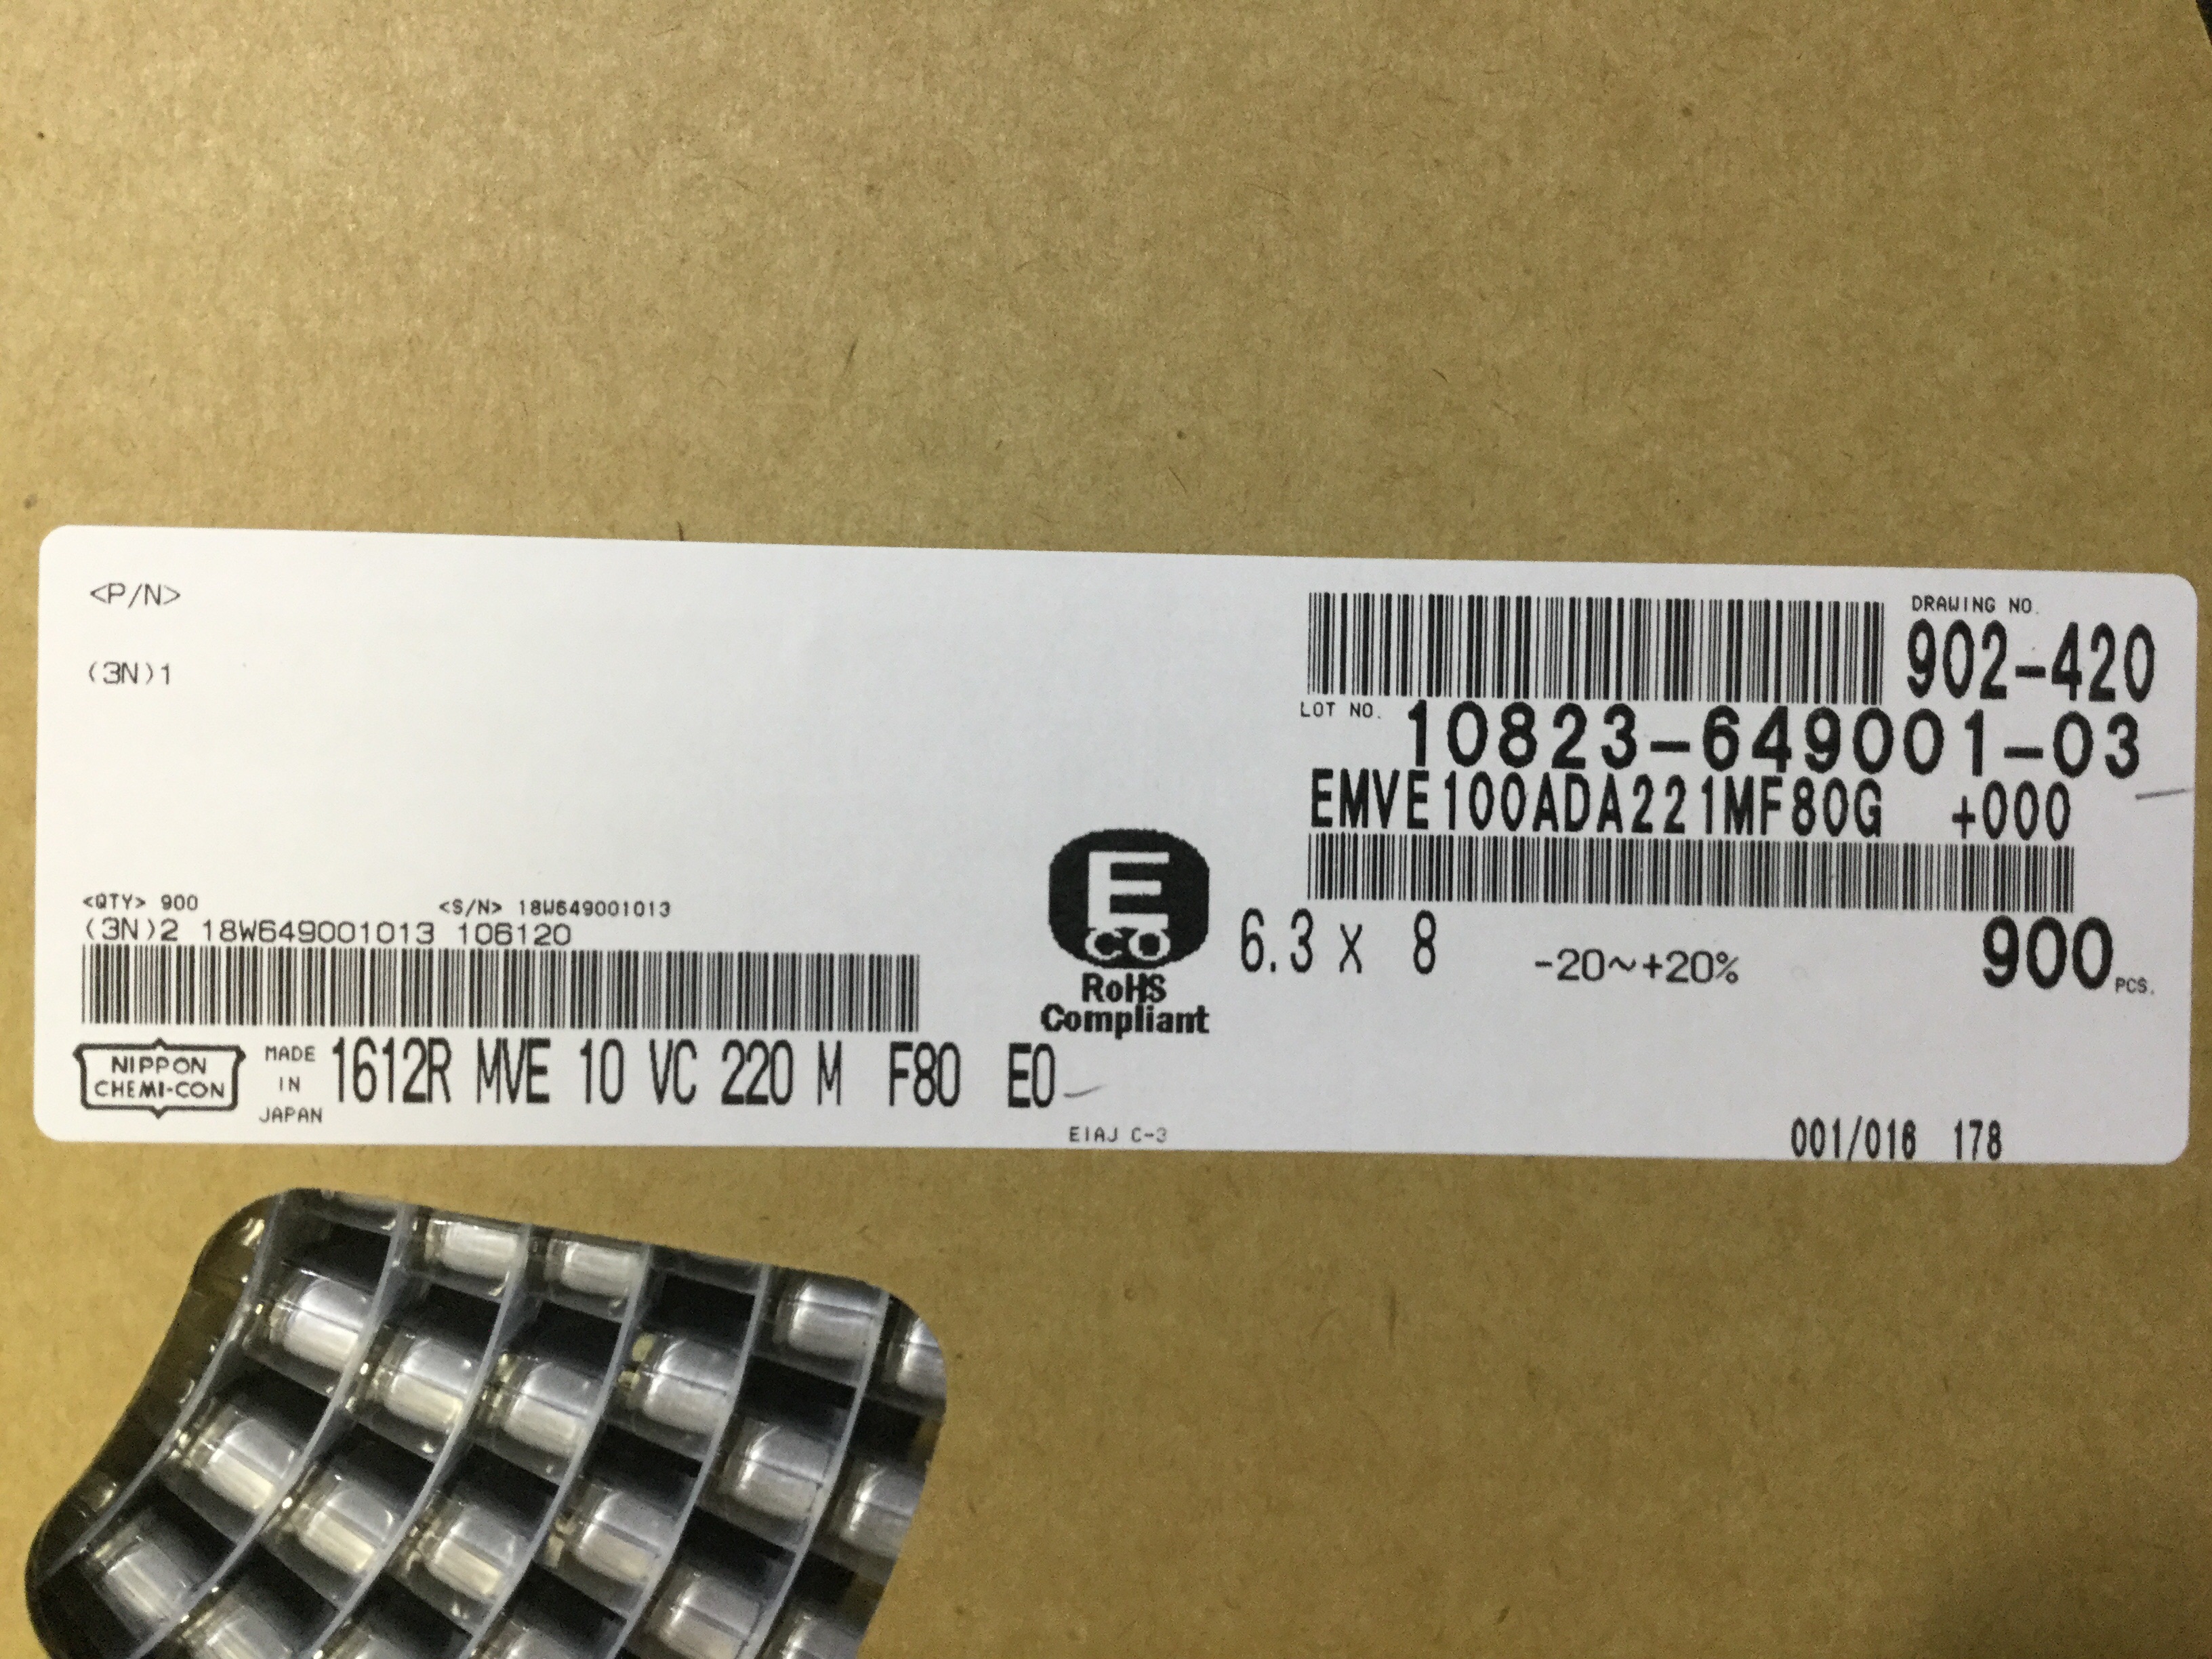 <P/N>
(3N)1
DRAWING NO.
902-420
LOT NO. 10823-649001-03
EMVE100ADA221MF80G +000
<QTY> 900 <S/N> 18W649001013
(3N)2 18W649001013 106120
E
CO
RoHS
Compliant
6.3 x 8 -20~+20% 900 PCS.
NIPPON
CHEMI-CON
MADE
IN
JAPAN
1612R MVE 10 VC 220 M F80 E0
EIAJ C-3
001/016 178